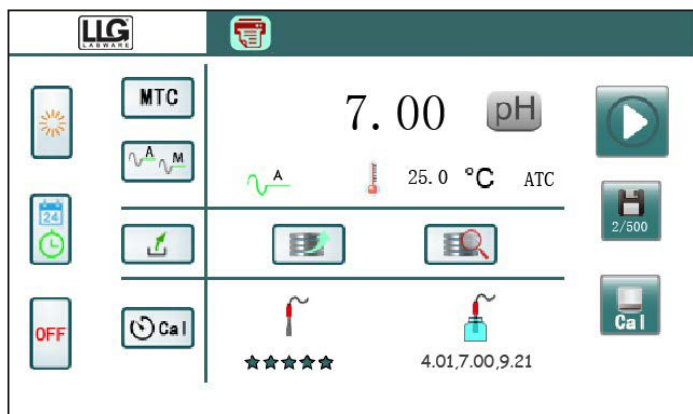 LLG
LABWARE
MTC
7.00 pH
A M
A
25.0 °C ATC
24
2/500
OFF
Cal
4.01,7.00,9.21
Cal